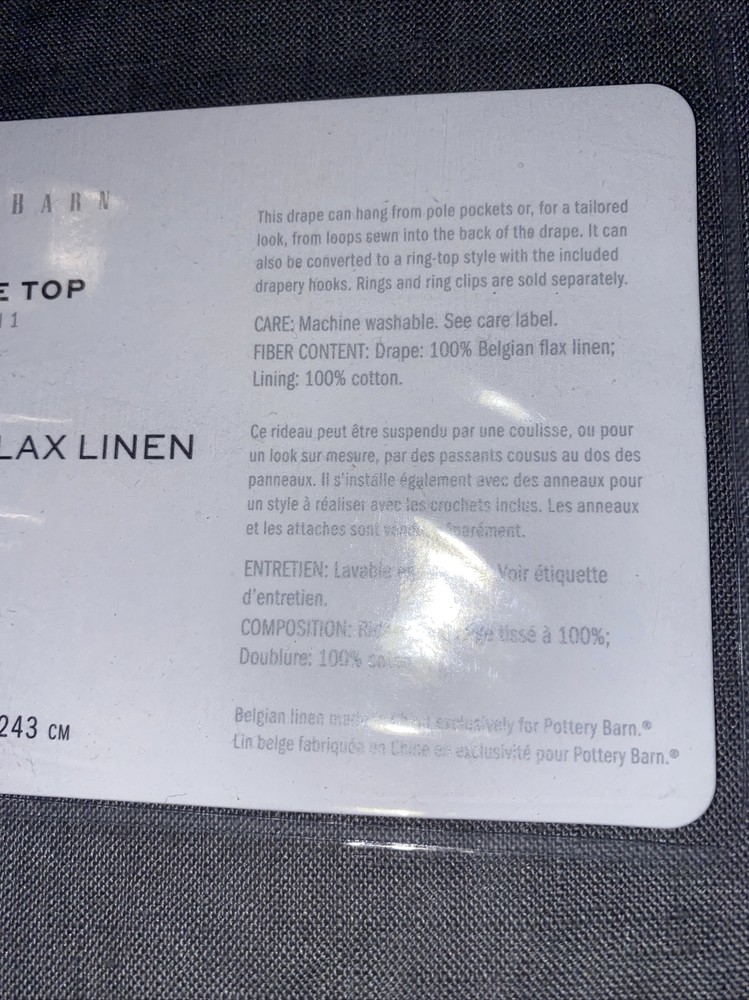 BARN
E TOP
11
LAX LINEN
243 CM
This drape can hang from pole pockets or, for a tailored
look, from loops sewn into the back of the drape. It can
also be converted to a ring-top style with the included
drapery hooks. Rings and ring clips are sold separately.
CARE: Machine washable. See care label.
FIBER CONTENT: Drape: 100% Belgian flax linen;
Lining: 100% cotton.
Ce rideau peut être suspendu par une coulisse, ou pour
un look sur mesure, par des passants cousus au dos des
panneaux. Il s'installe également avec des anneaux pour
un style à réaliser avec les crochets inclus. Les anneaux
et les attaches sont séparément.
ENTRETIEN: Lavable Voir étiquette
d'entretien.
COMPOSITION: tissé à 100%;
Doublure: 100%
Belgian linen made exclusively for Pottery Barn.®
Lin belge fabriquée en Chine en exclusivité pour Pottery Barn.®